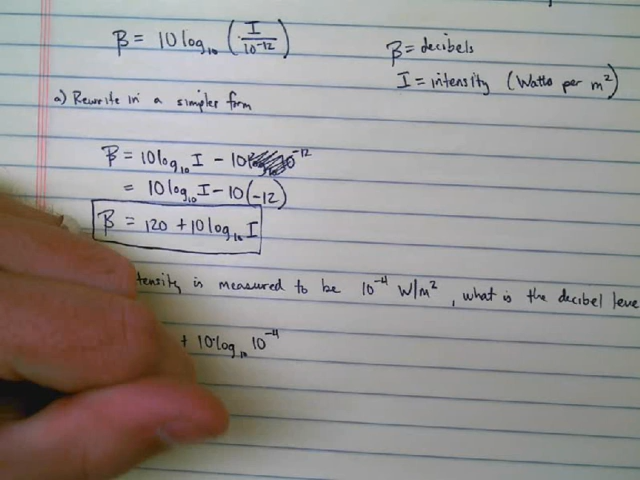 β = 10 log₁₀ (I/10⁻¹²)
β = decibels
I = intensity (Watts per m²)
a) Rewrite in a simpler form
β = 10 log₁₀ I - 10 10⁻¹²
= 10 log₁₀ I - 10(-12)
β = 120 + 10 log₁₀ I
tensity is measured to be 10⁻⁴ W/m², what is the decibel leve
+ 10 log₁₀ 10⁻⁴